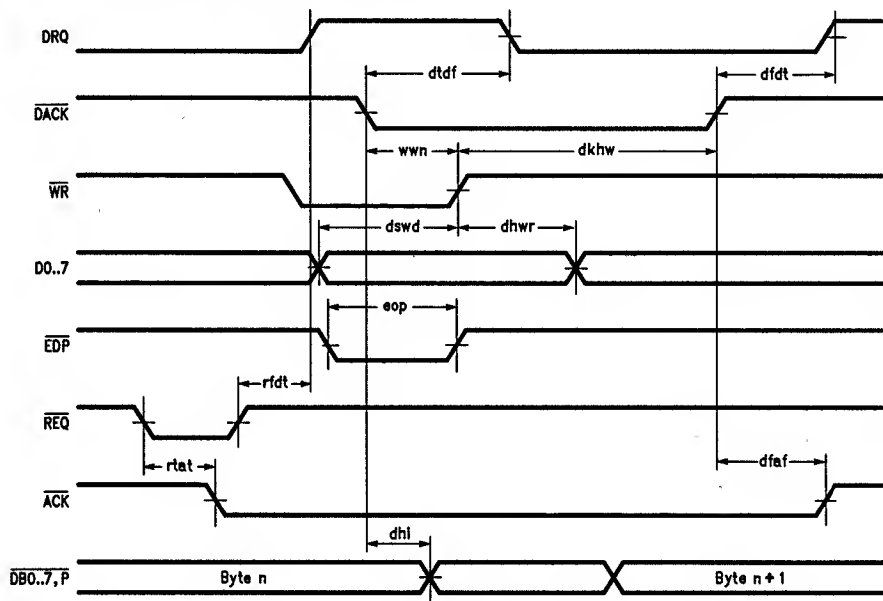 DRQ
dtdf
dfdt
DACK
wwn
dkhw
WR
dswd
dhwr
D0..7
eop
EDP
rfdt
REQ
rtat
dfaf
ACK
dhi
DB0..7,P
Byte n
Byte n+1